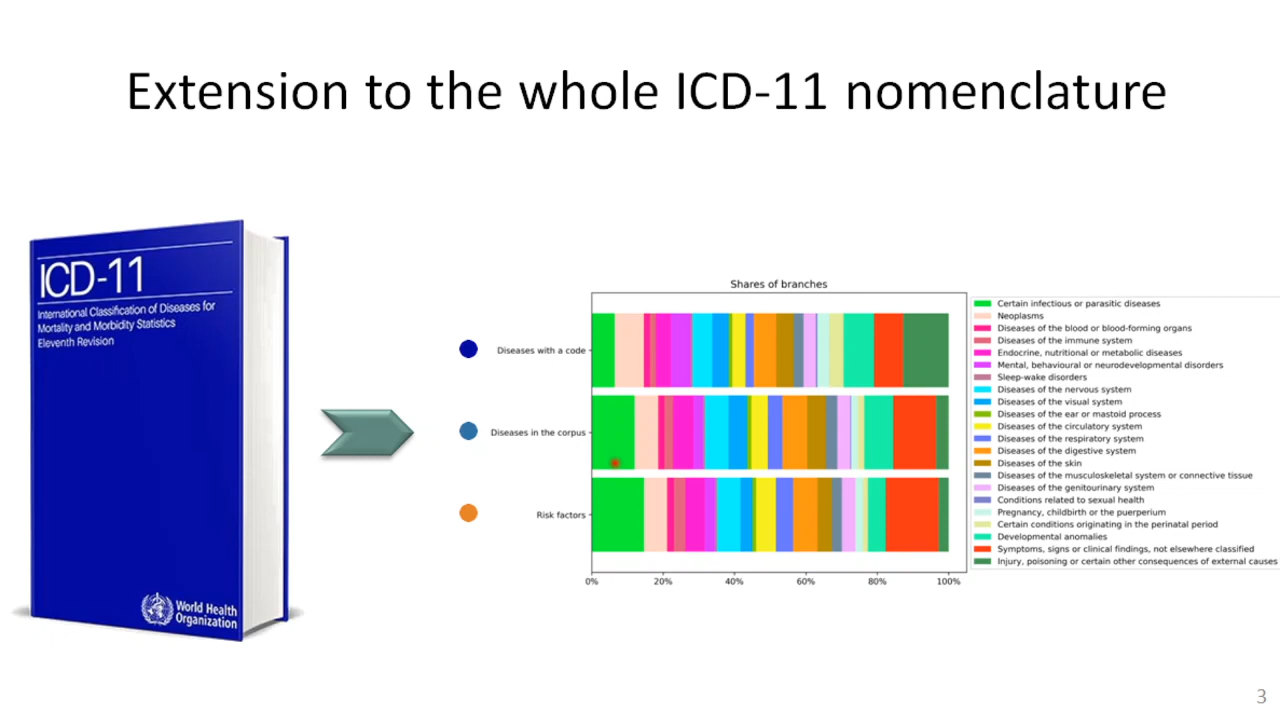 Extension to the whole ICD-11 nomenclature
ICD-11
International Classification of Diseases for
Mortality and Morbidity Statistics
Eleventh Revision
World Health
Organization
Shares of branches
Diseases with a code
Diseases in the corpus
Risk factors
0%
20%
40%
60%
80%
100%
Certain infectious or parasitic diseases
Neoplasms
Diseases of the blood or blood-forming organs
Diseases of the immune system
Endocrine, nutritional or metabolic diseases
Mental, behavioural or neurodevelopmental disorders
Sleep-wake disorders
Diseases of the nervous system
Diseases of the visual system
Diseases of the ear or mastoid process
Diseases of the circulatory system
Diseases of the respiratory system
Diseases of the digestive system
Diseases of the skin
Diseases of the musculoskeletal system or connective tissue
Diseases of the genitourinary system
Conditions related to sexual health
Pregnancy, childbirth or the puerperium
Certain conditions originating in the perinatal period
Developmental anomalies
Symptoms, signs or clinical findings, not elsewhere classified
Injury, poisoning or certain other consequences of external causes
3